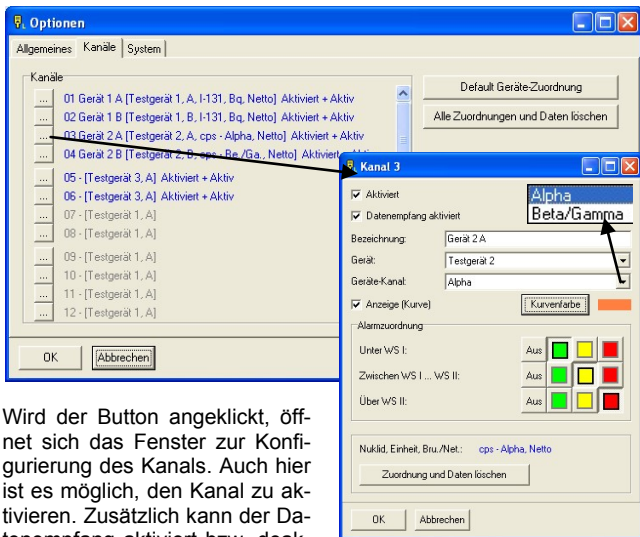 Optionen
Allgemeines Kanäle System
Kanäle
... 01 Gerät 1 A [Testgerät 1, A, I-131, Bq, Netto] Aktiviert + Aktiv
... 02 Gerät 1 B [Testgerät 1, B, I-131, Bq, Netto] Aktiviert + Aktiv
... 03 Gerät 2 A [Testgerät 2, A, cps - Alpha, Netto] Aktiviert + Aktiv
... 04 Gerät 2 B [Testgerät 2, B, cps - Be./Ga., Netto] Aktiviert + Aktiv
... 05 - [Testgerät 3, A] Aktiviert + Aktiv
... 06 - [Testgerät 3, A] Aktiviert + Aktiv
... 07 - [Testgerät 1, A]
... 08 - [Testgerät 1, A]
... 09 - [Testgerät 1, A]
... 10 - [Testgerät 1, A]
... 11 - [Testgerät 1, A]
... 12 - [Testgerät 1, A]
Default Geräte-Zuordnung
Alle Zuordnungen und Daten löschen
OK Abbrechen
Kanal 3
Aktiviert
Datenempfang aktiviert
Alpha
Beta/Gamma
Bezeichnung: Gerät 2 A
Gerät: Testgerät 2
Geräte-Kanal: Alpha
Anzeige (Kurve) Kurvenfarbe
Alarmzuordnung
Unter WS I: Aus
Zwischen WS I ... WS II: Aus
Über WS II: Aus
Nuklid, Einheit, Bru./Net.: cps - Alpha, Netto
Zuordnung und Daten löschen
OK Abbrechen
Wird der Button angeklickt, öff-
net sich das Fenster zur Konfi-
gurierung des Kanals. Auch hier
ist es möglich, den Kanal zu ak-
tivieren. Zusätzlich kann der Da-
tenempfang aktiviert bzw. deak-